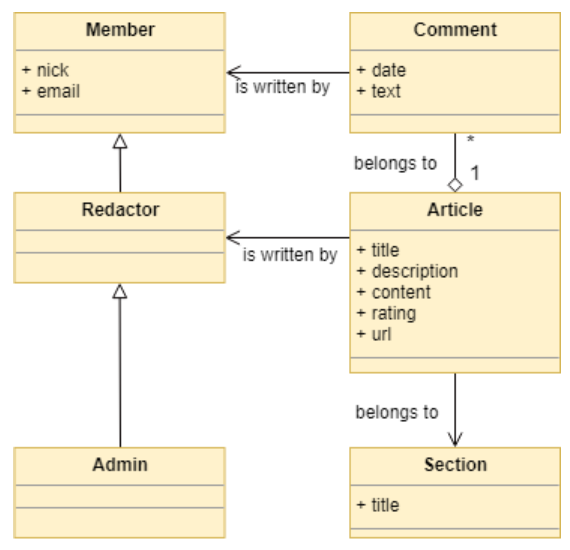 Member
+ nick
+ email
Comment
+ date
+ text
is written by
belongs to
*
1
Redactor
is written by
Article
+ title
+ description
+ content
+ rating
+ url
belongs to
Admin
Section
+ title